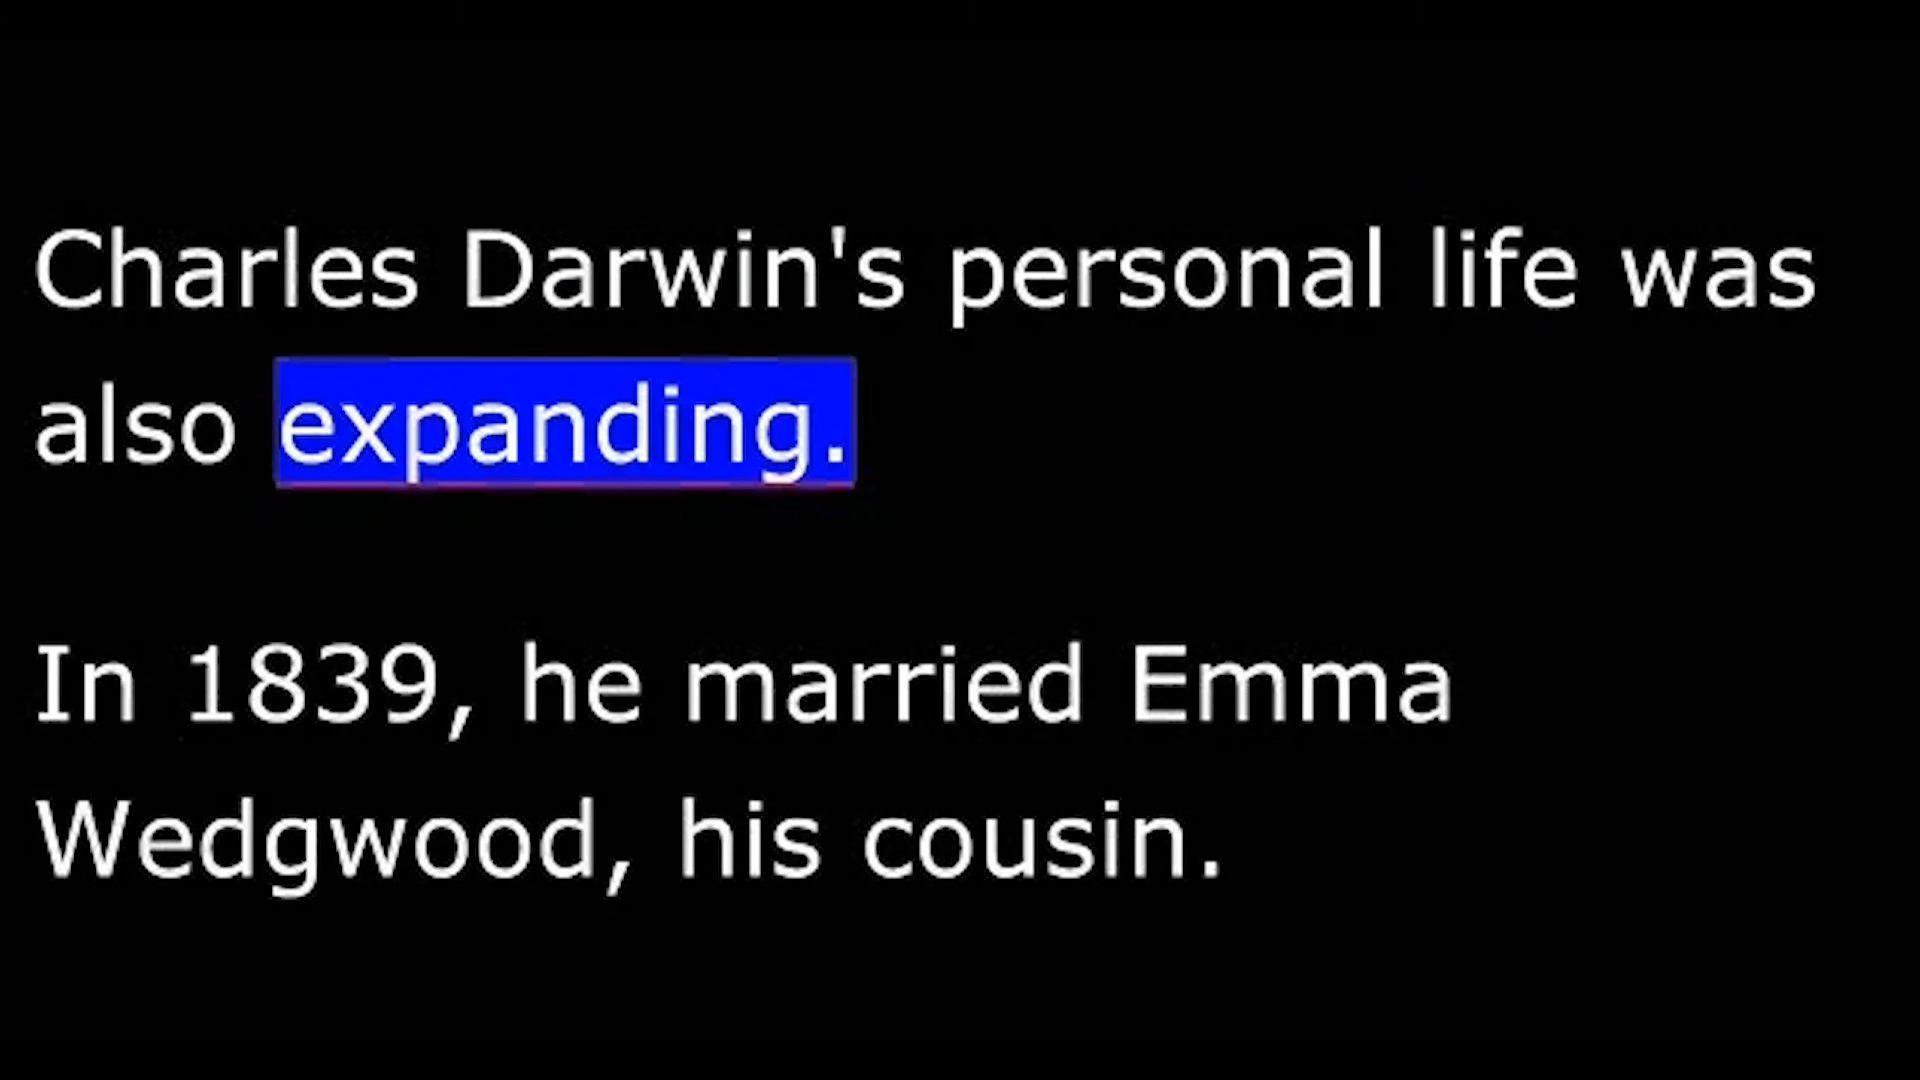 Charles Darwin's personal life was
also expanding.
In 1839, he married Emma
Wedgwood, his cousin.